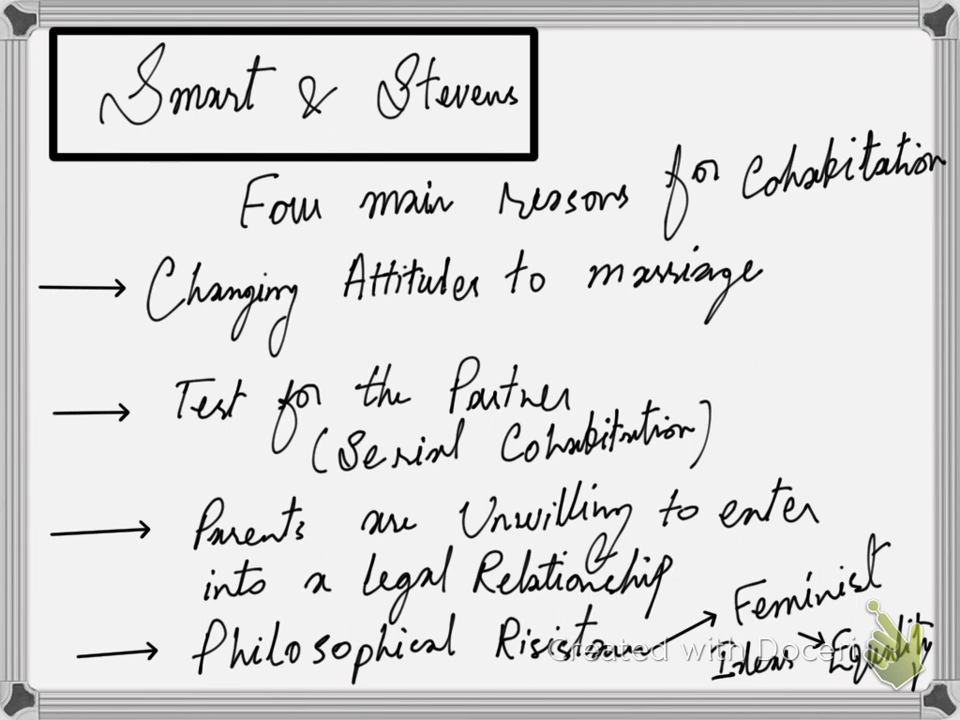 Smart & Stevens
Four main reasons for Cohabitation
→ Changing Attitudes to marriage
→ Test for the Partner
(Serial Cohabitation)
→ Parents are Unwilling to enter
into a Legal Relationship
→ Philosophical → Feminist
Ideas → Equality
Created with Doceri